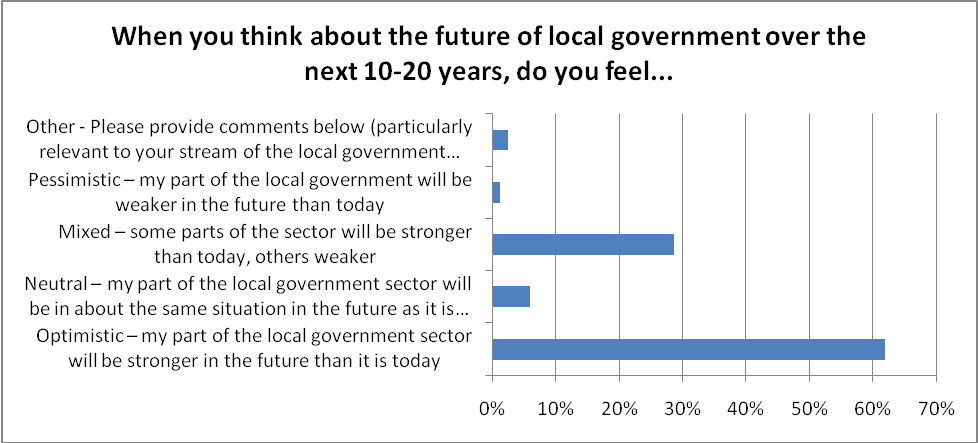 When you think about the future of local government over the
next 10-20 years, do you feel...
Other - Please provide comments below (particularly
relevant to your stream of the local government...
Pessimistic – my part of the local government will be
weaker in the future than today
Mixed – some parts of the sector will be stronger
than today, others weaker
Neutral – my part of the local government sector will
be in about the same situation in the future as it is...
Optimistic – my part of the local government sector
will be stronger in the future than it is today
0% 10% 20% 30% 40% 50% 60% 70%